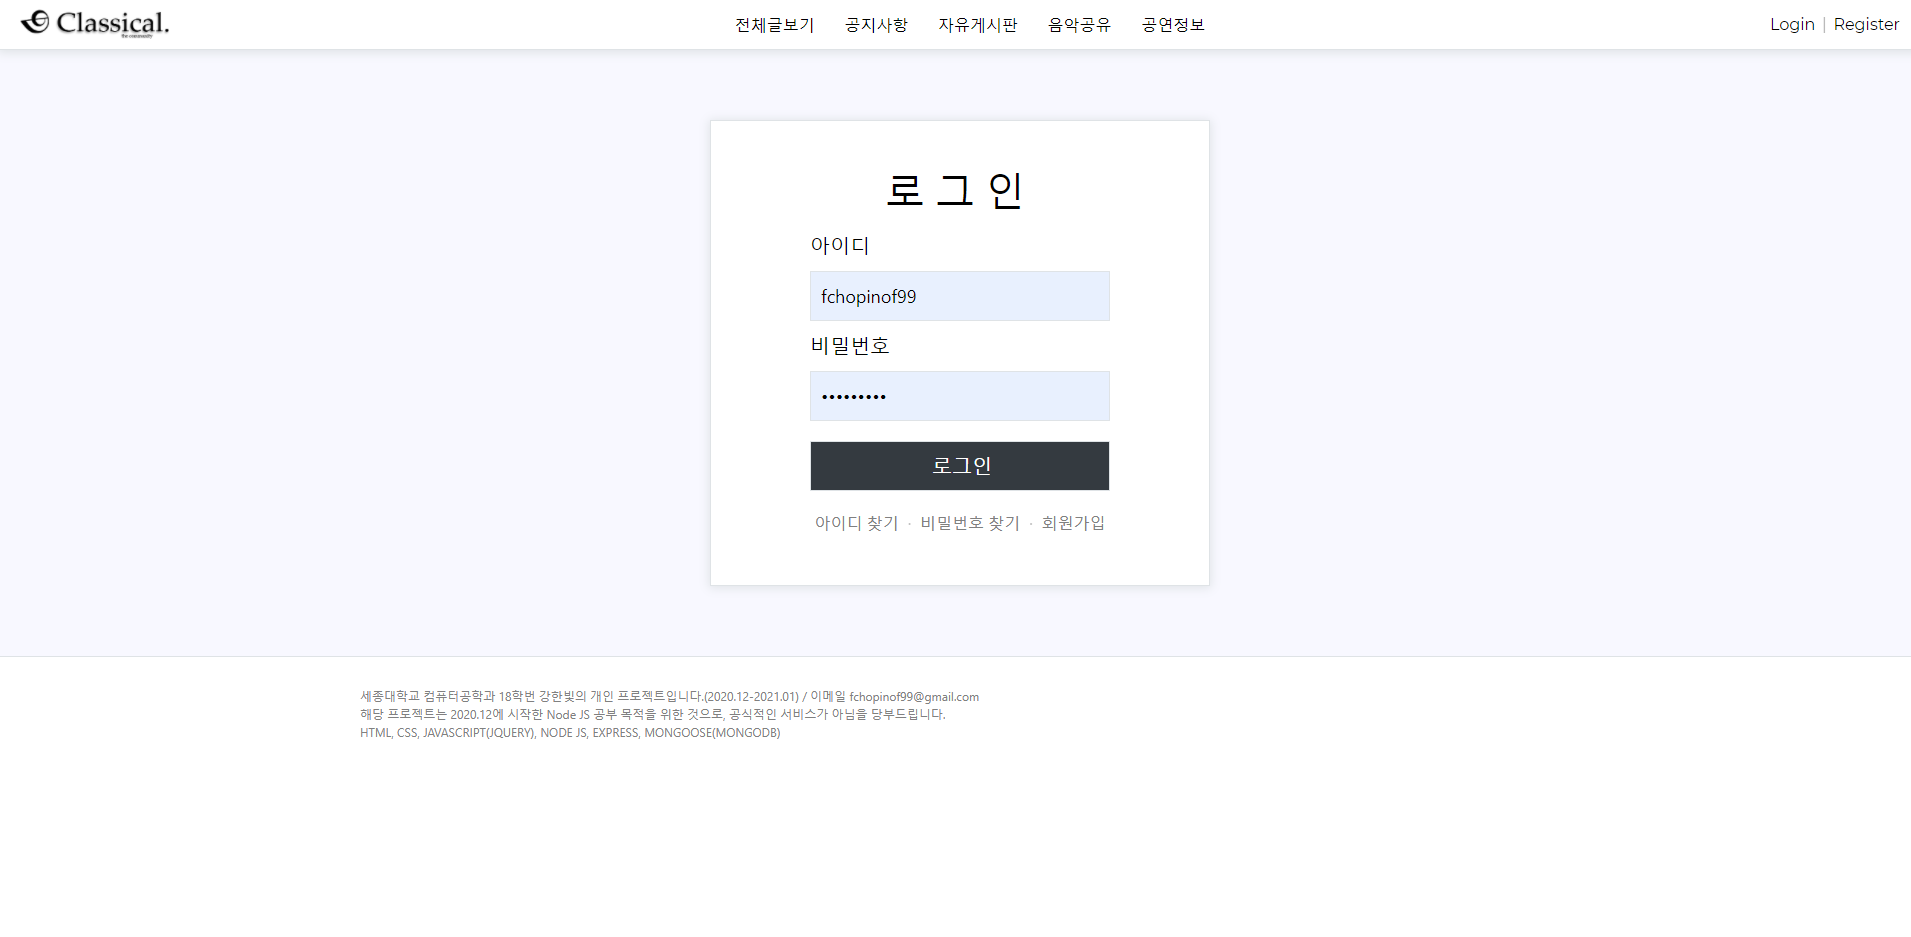 Classical.
the community
전체글보기 공지사항 자유게시판 음악공유 공연정보
Login | Register
로그인
아이디
fchopinof99
비밀번호
•••••••••
로그인
아이디 찾기 · 비밀번호 찾기 · 회원가입
세종대학교 컴퓨터공학과 18학번 강한빛의 개인 프로젝트입니다.(2020.12-2021.01) / 이메일 fchopinof99@gmail.com
해당 프로젝트는 2020.12에 시작한 Node JS 공부 목적을 위한 것으로, 공식적인 서비스가 아님을 당부드립니다.
HTML, CSS, JAVASCRIPT(JQUERY), NODE JS, EXPRESS, MONGOOSE(MONGODB)